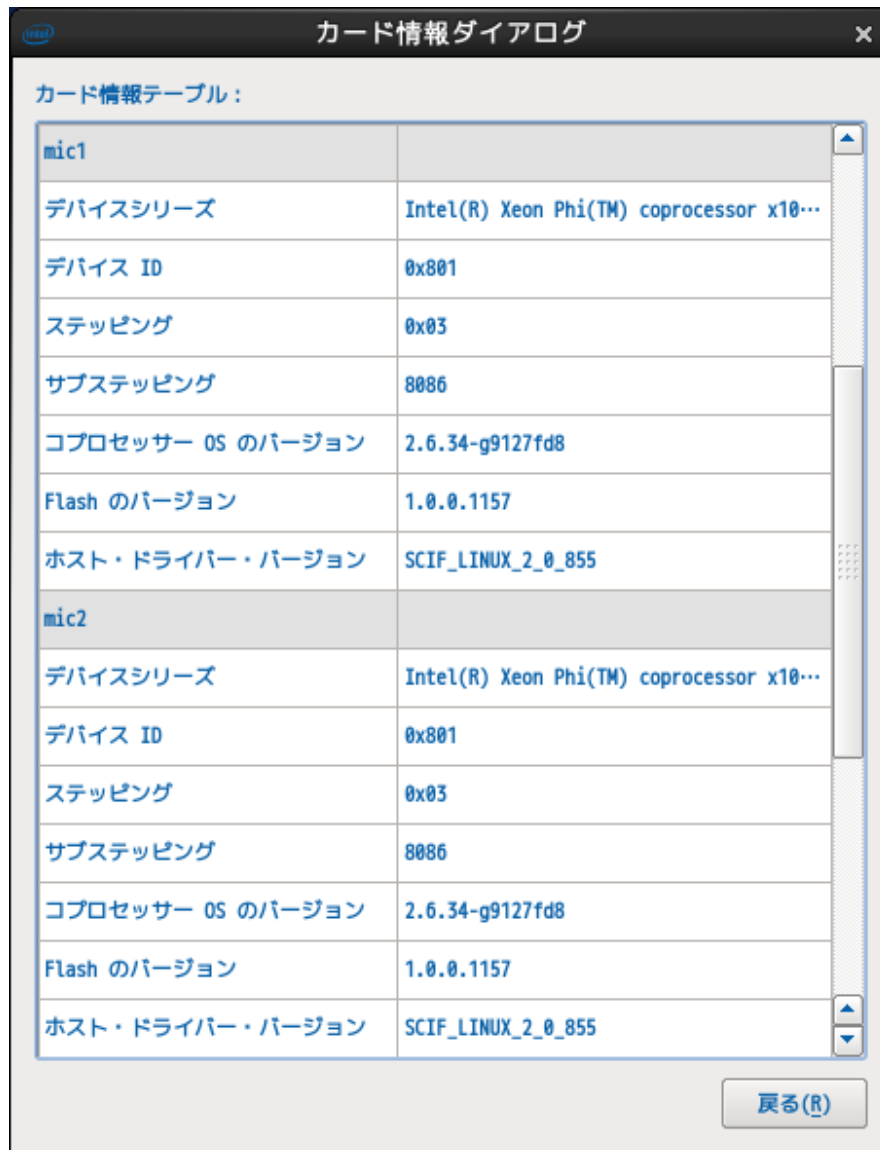 intel
カード情報ダイアログ
カード情報テーブル：
mic1
デバイスシリーズ Intel(R) Xeon Phi(TM) coprocessor x10…
デバイス ID 0x801
ステッピング 0x03
サブステッピング 8086
コプロセッサー OS のバージョン 2.6.34-g9127fd8
Flash のバージョン 1.0.0.1157
ホスト・ドライバー・バージョン SCIF_LINUX_2_0_855
mic2
デバイスシリーズ Intel(R) Xeon Phi(TM) coprocessor x10…
デバイス ID 0x801
ステッピング 0x03
サブステッピング 8086
コプロセッサー OS のバージョン 2.6.34-g9127fd8
Flash のバージョン 1.0.0.1157
ホスト・ドライバー・バージョン SCIF_LINUX_2_0_855
戻る(R)